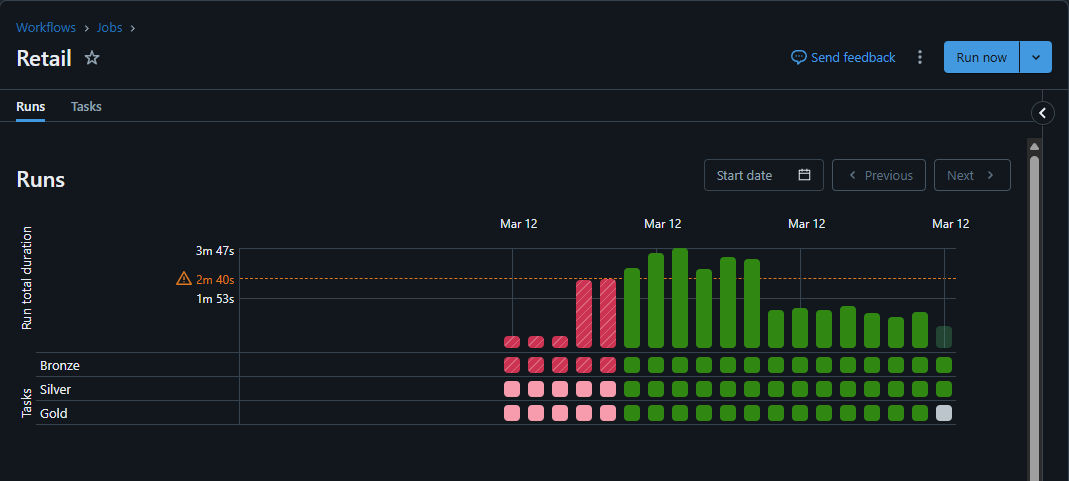 Workflows > Jobs >
Retail
Send feedback
Run now
Runs
Tasks
Runs
Start date
Previous
Next
Mar 12
Mar 12
Mar 12
Mar 12
Run total duration
3m 47s
2m 40s
1m 53s
Tasks
Bronze
Silver
Gold